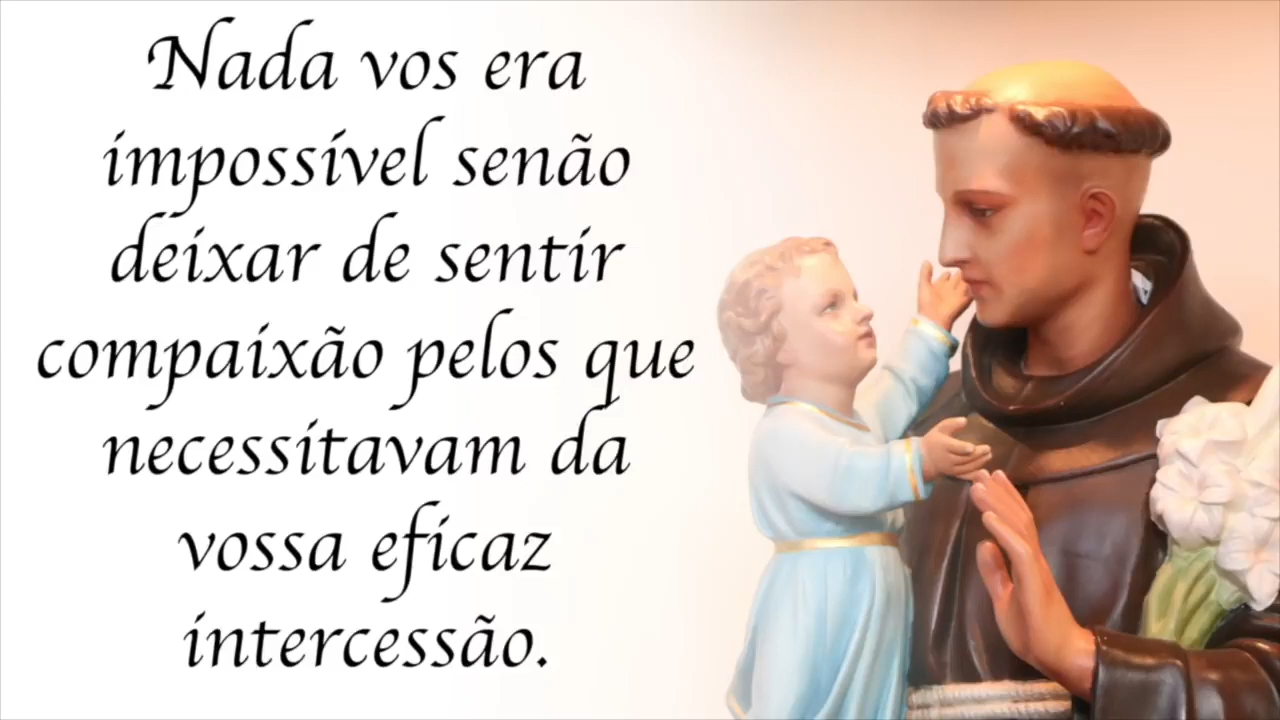 Nada vos era
impossível senão
deixar de sentir
compaixão pelos que
necessitavam da
vossa eficaz
intercessão.